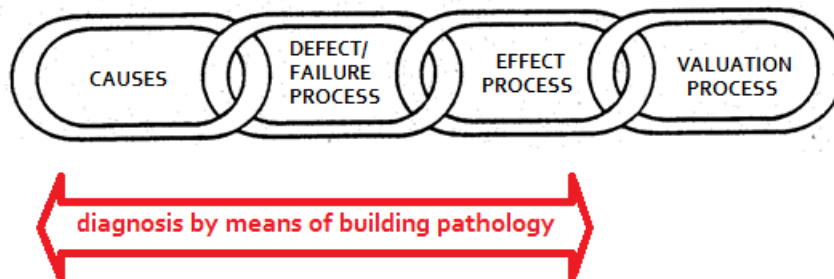 CAUSES
DEFECT/
FAILURE
PROCESS
EFFECT
PROCESS
VALUATION
PROCESS
diagnosis by means of building pathology